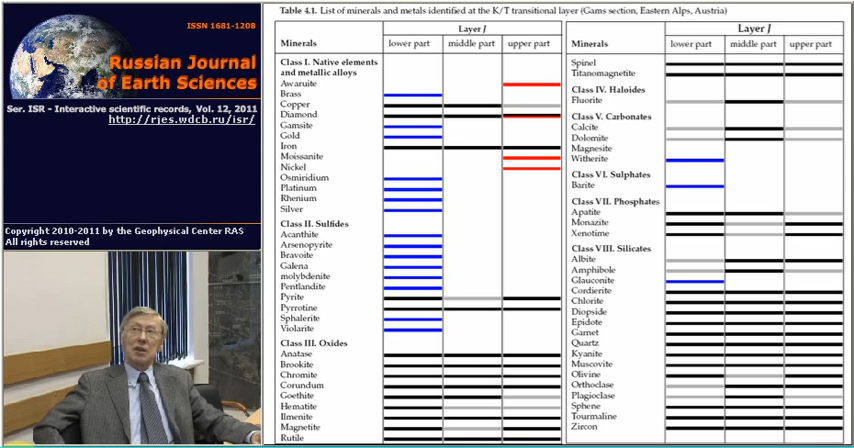 ISSN 1681-1208
Russian Journal
of Earth Sciences
Ser. ISR - Interactive scientific records, Vol. 12, 2011
http://rjes.wdcb.ru/isr/
Copyright 2010-2011 by the Geophysical Center RAS
All rights reserved
Table 4.1. List of minerals and metals identified at the K/T transitional layer (Gams section, Eastern Alps, Austria)
Layer J
Minerals lower part middle part upper part
Class I. Native elements
and metallic alloys
Awaruite
Brass
Copper
Diamond
Gamsite
Gold
Iron
Moissanite
Nickel
Osmiridium
Platinum
Rhenium
Silver
Class II. Sulfides
Acanthite
Arsenopyrite
Bravoite
Galena
molybdenite
Pentlandite
Pyrite
Pyrrotine
Sphalerite
Violarite
Class III. Oxides
Anatase
Brookite
Chromite
Corundum
Goethite
Hematite
Ilmenite
Magnetite
Rutile
Layer J
Minerals lower part middle part upper part
Spinel
Titanomagnetite
Class IV. Haloides
Fluorite
Class V. Carbonates
Calcite
Dolomite
Magnesite
Witherite
Class VI. Sulphates
Barite
Class VII. Phosphates
Apatite
Monazite
Xenotime
Class VIII. Silicates
Albite
Amphibole
Glauconite
Cordierite
Chlorite
Diopside
Epidote
Garnet
Quartz
Kyanite
Muscovite
Olivine
Orthoclase
Plagioclase
Sphene
Tourmaline
Zircon